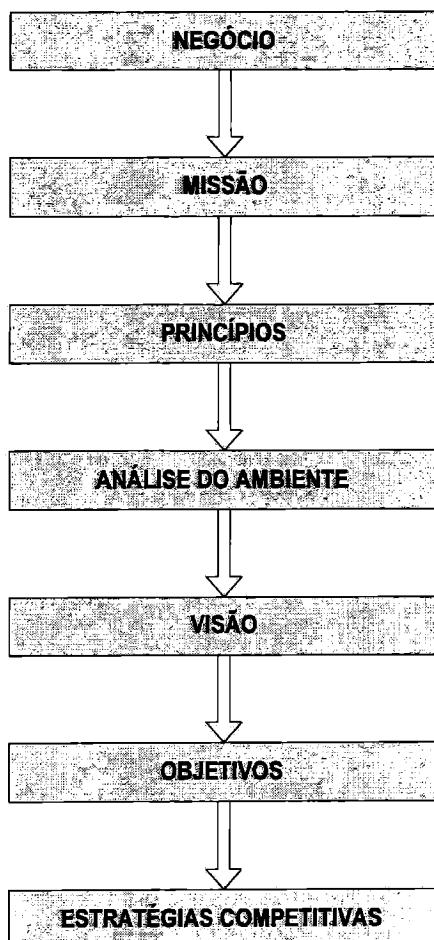 NEGÓCIO
MISSÃO
PRINCÍPIOS
ANÁLISE DO AMBIENTE
VISÃO
OBJETIVOS
ESTRATÉGIAS COMPETITIVAS